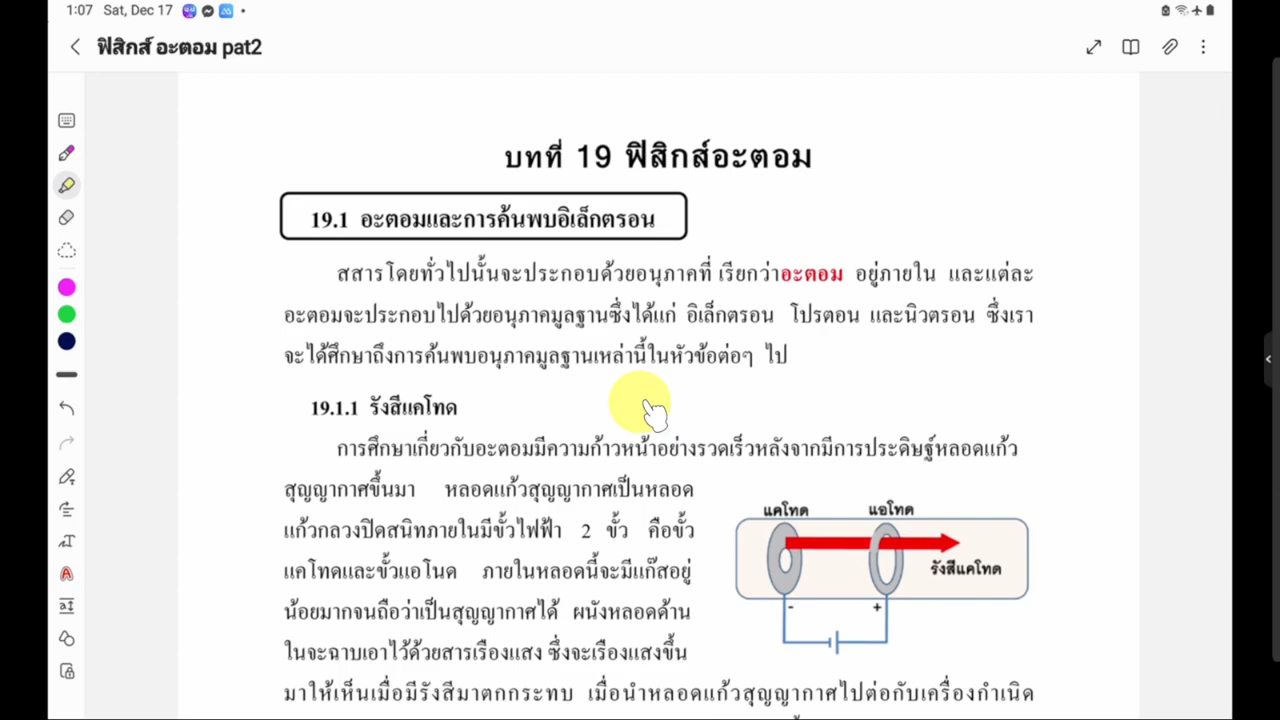 1:07 Sat, Dec 17
ฟิสิกส์ อะตอม pat2
บทที่ 19 ฟิสิกส์อะตอม
19.1 อะตอมและการค้นพบอิเล็กตรอน
สสารโดยทั่วไปนั้นจะประกอบด้วยอนุภาคที่ เรียกว่าอะตอม อยู่ภายใน และแต่ละ
อะตอมจะประกอบไปด้วยอนุภาคมูลฐานซึ่งได้แก่ อิเล็กตรอน โปรตอน และนิวตรอน ซึ่งเรา
จะได้ศึกษาถึงการค้นพบอนุภาคมูลฐานเหล่านี้ในหัวข้อต่อๆ ไป
19.1.1 รังสีแคโทด
การศึกษาเกี่ยวกับอะตอมมีความก้าวหน้าอย่างรวดเร็วหลังจากมีการประดิษฐ์หลอดแก้ว
สุญญากาศขึ้นมา หลอดแก้วสุญญากาศเป็นหลอด
แก้วกลวงปิดสนิทภายในมีขั้วไฟฟ้า 2 ขั้ว คือขั้ว
แคโทดและขั้วแอโนด ภายในหลอดนี้จะมีแก๊สอยู่
น้อยมากจนถือว่าเป็นสุญญากาศได้ ผนังหลอดด้าน
ในจะฉาบเอาไว้ด้วยสารเรืองแสง ซึ่งจะเรืองแสงขึ้น
มาให้เห็นเมื่อมีรังสีมาตกกระทบ เมื่อนำหลอดแก้วสุญญากาศไปต่อกับเครื่องกำเนิด
แคโทด
แอโทด
รังสีแคโทด
- +